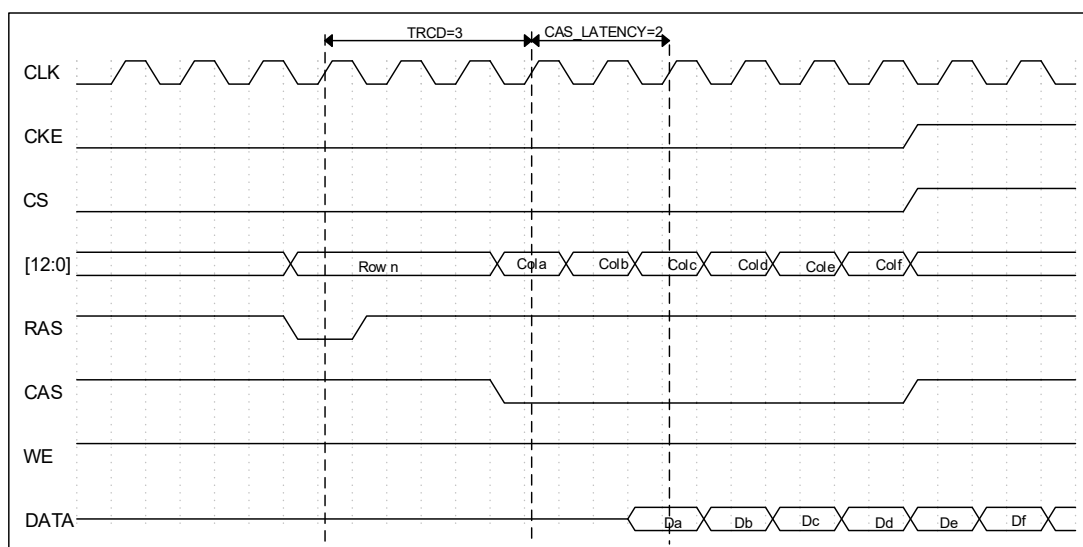 TRCD=3 CAS_LATENCY=2
CLK
CKE
CS
[12:0] Row n Cola Colb Colc Cold Cole Colf
RAS
CAS
WE
DATA Da Db Dc Dd De Df